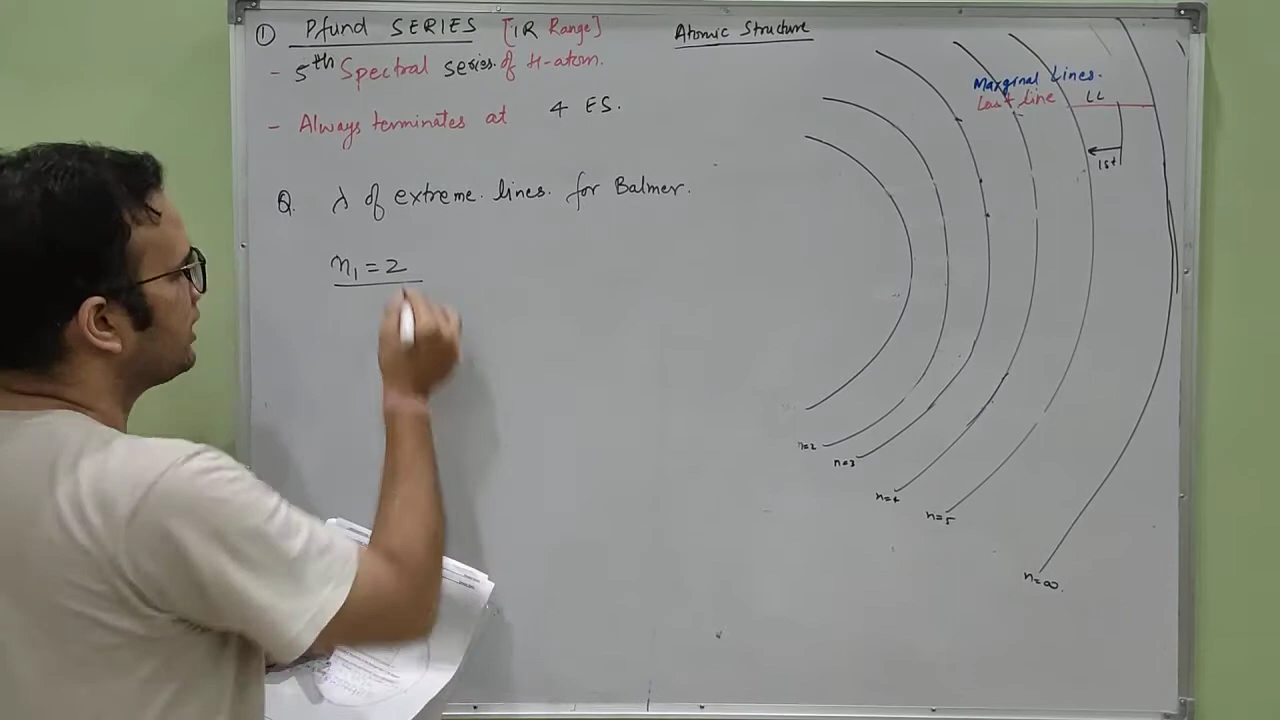 ① Pfund SERIES [IR Range]
Atomic Structure
- 5th Spectral series of H-atom.
- Always terminates at 4 ES.
Marginal Lines.
Last line LL
1st
Q. λ of extreme lines for Balmer.
n₁ = 2
n=2
n=3
n=4
n=5
n=∞.